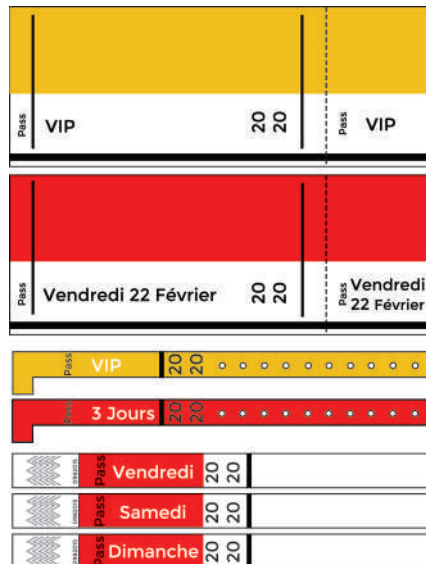 Pass VIP 20 20 Pass VIP
Pass Vendredi 22 Février 20 20 Pass Vendredi
22 Février
Pass VIP 20 20
Pass 3 Jours 20 20
Pass Vendredi 20 20
Pass Samedi 20 20
Pass Dimanche 20 20